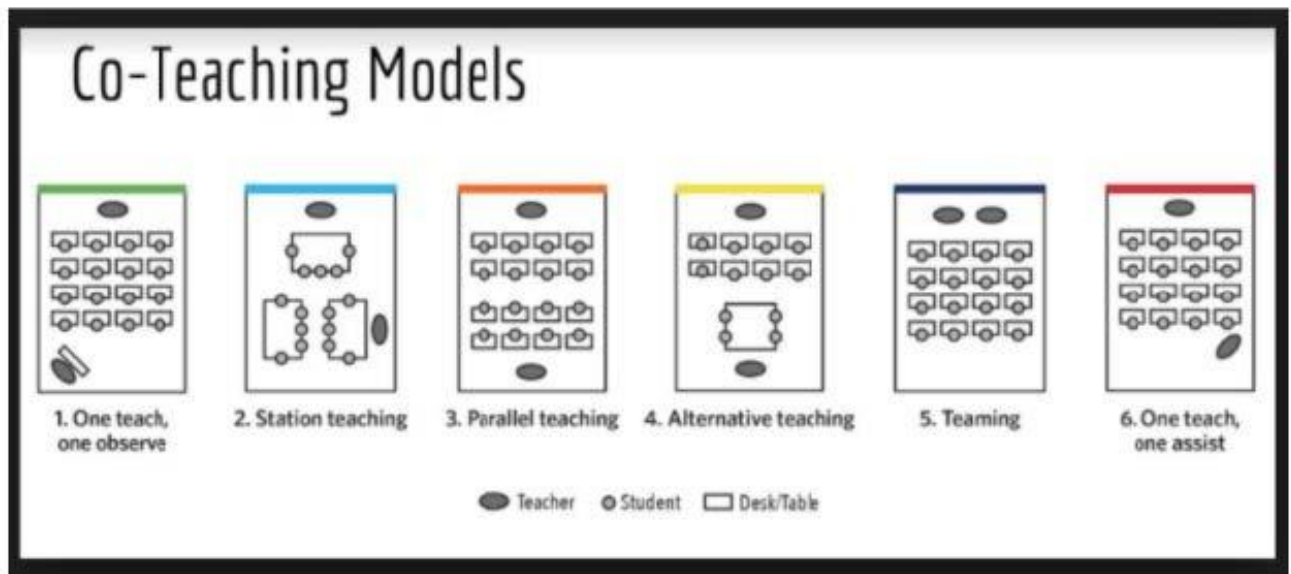 Co-Teaching Models
1. One teach,
one observe
2. Station teaching
3. Parallel teaching
4. Alternative teaching
5. Teaming
6. One teach,
one assist
Teacher Student Desk/Table